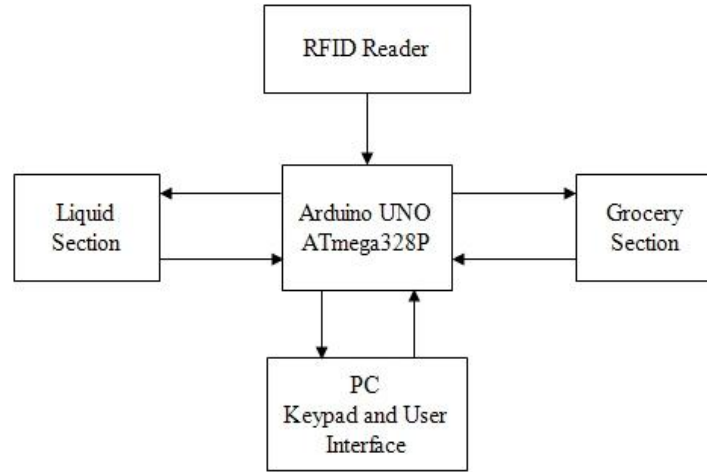 RFID Reader
Liquid
Section
Arduino UNO
ATmega328P
Grocery
Section
PC
Keypad and User
Interface